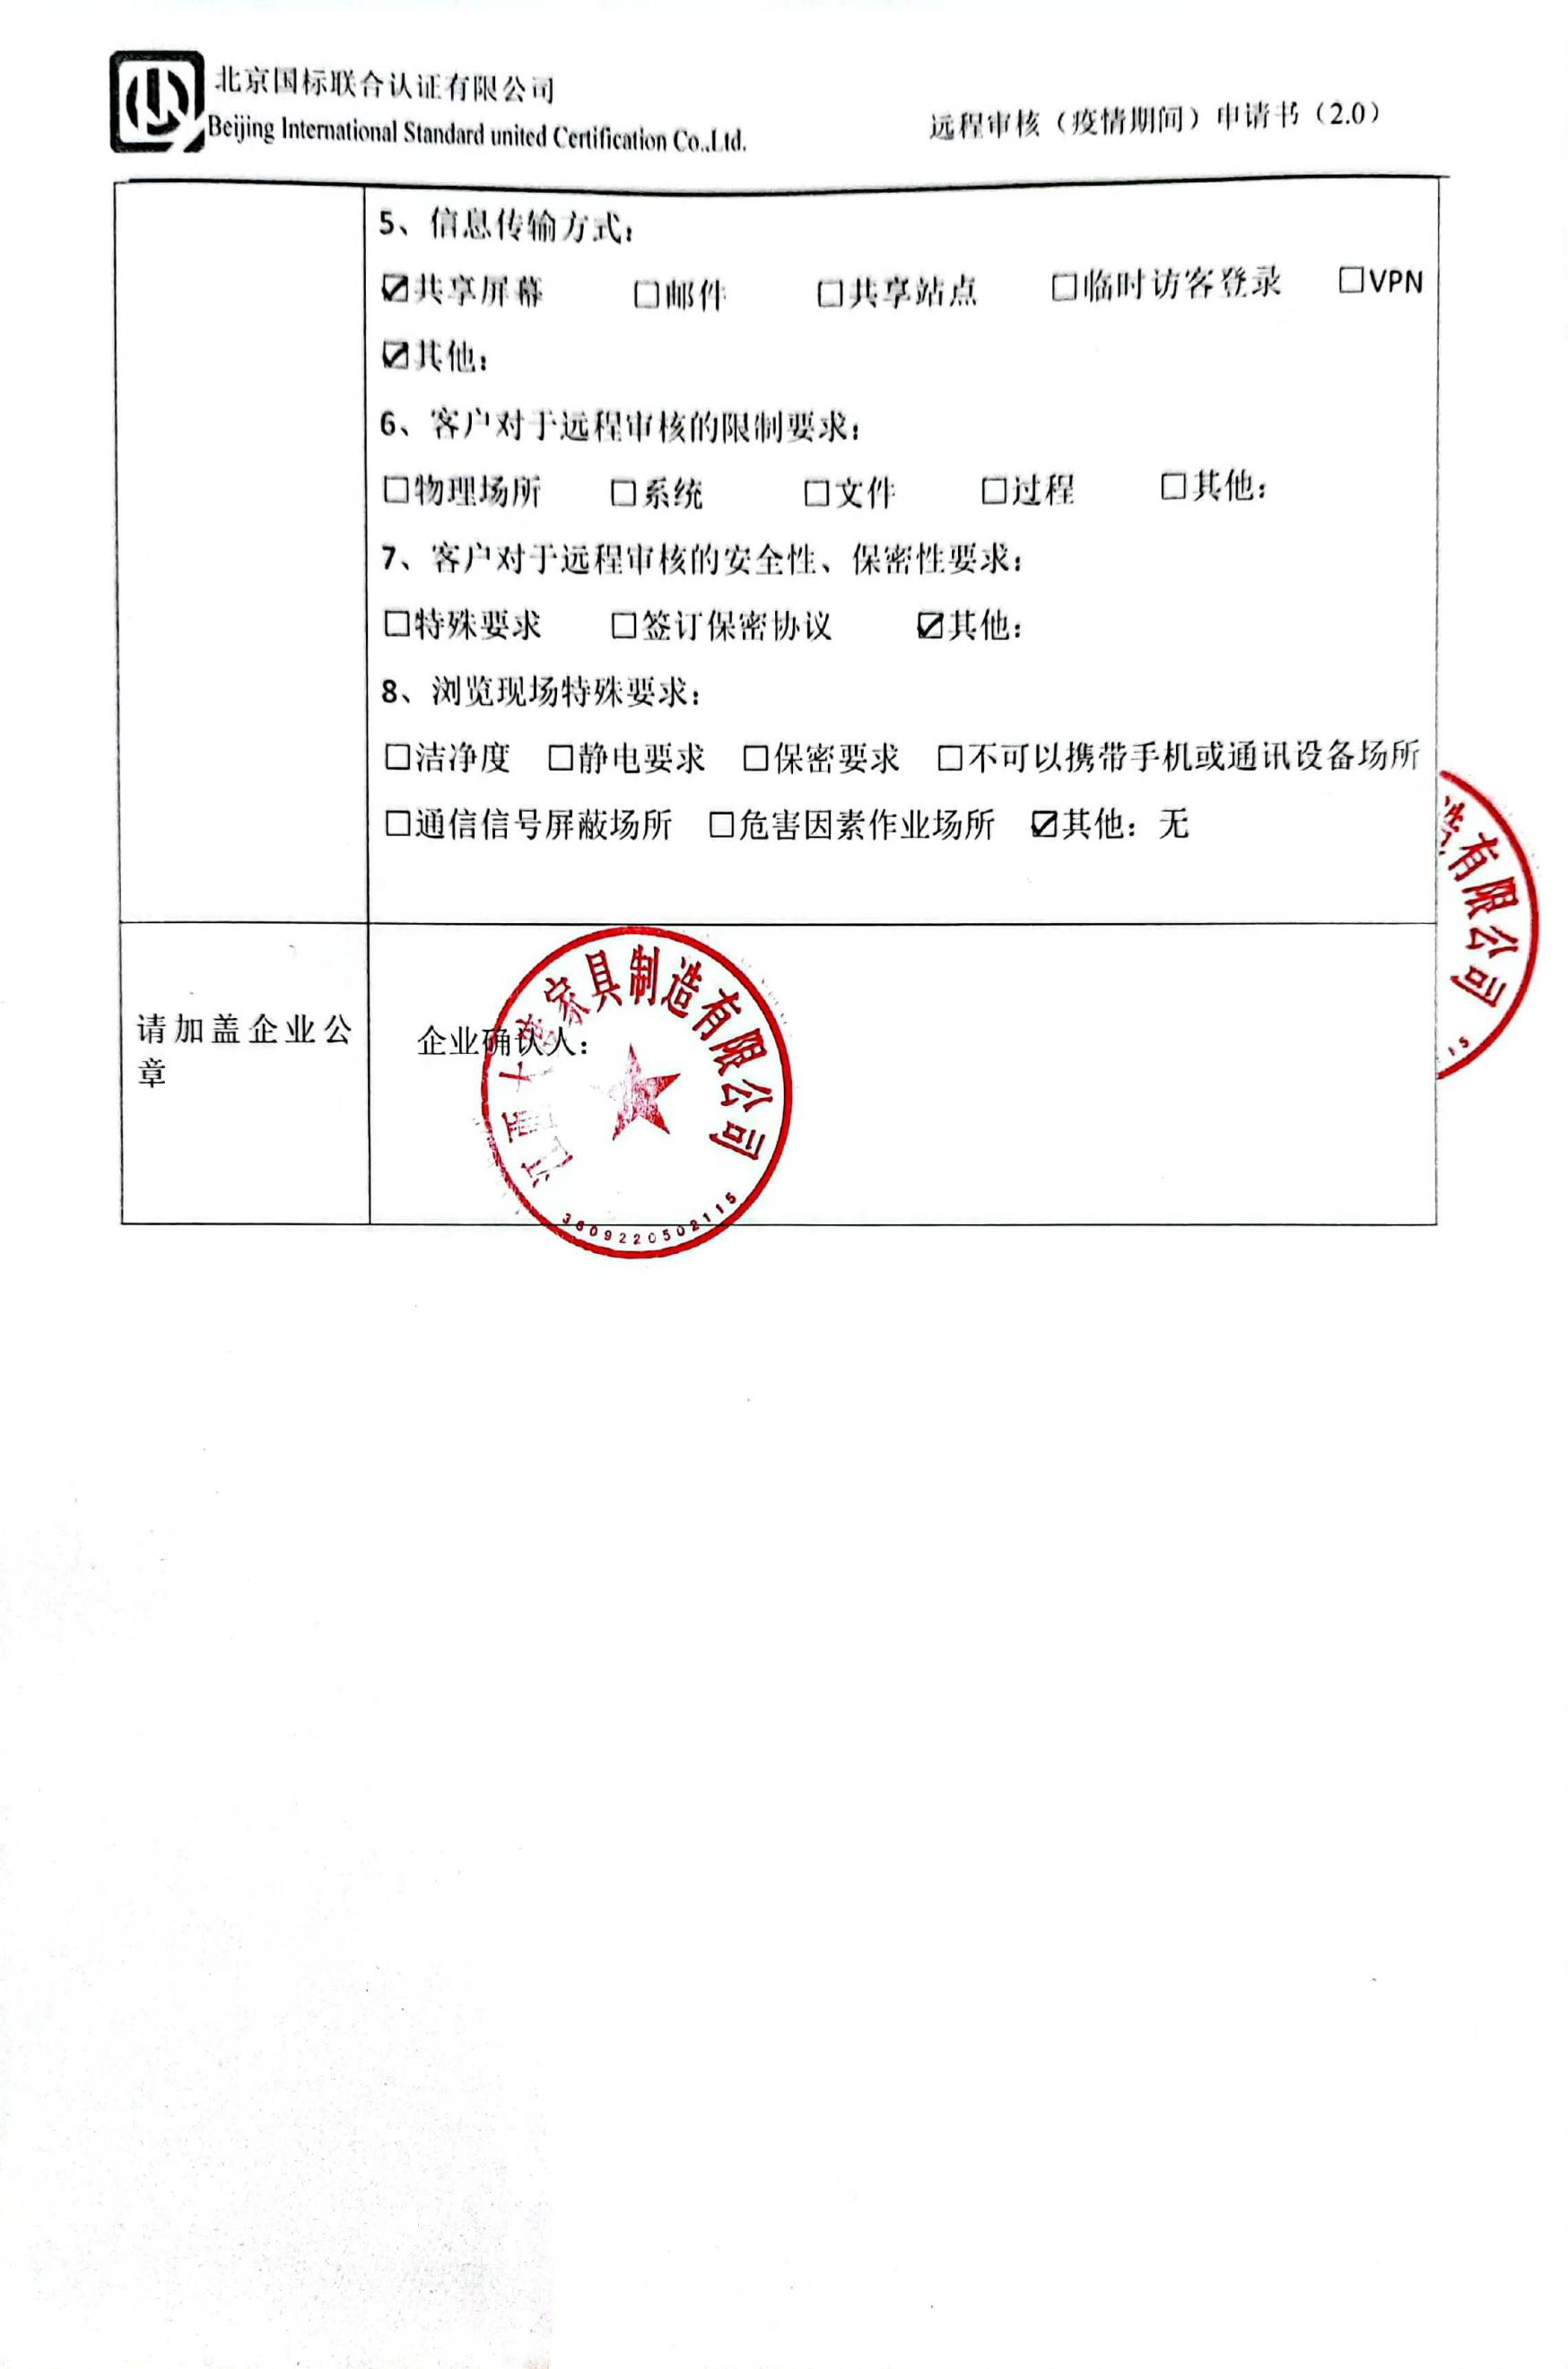 北京国标联合认证有限公司
Beijing International Standard united Certification Co.,Ltd.
远程审核（疫情期间）申请书（2.0）
5、信息传输方式：
☑共享屏幕 □邮件 □共享站点 □临时访客登录 □VPN
☑其他：
6、客户对于远程审核的限制要求：
□物理场所 □系统 □文件 □过程 □其他：
7、客户对于远程审核的安全性、保密性要求：
□特殊要求 □签订保密协议 ☑其他：
8、浏览现场特殊要求：
□洁净度 □静电要求 □保密要求 □不可以携带手机或通讯设备场所
□通信信号屏蔽场所 □危害因素作业场所 ☑其他：无
造有限公司
15
请加盖企业公
章
企业确认人：
江西 家具制造有限公司
3609220502115